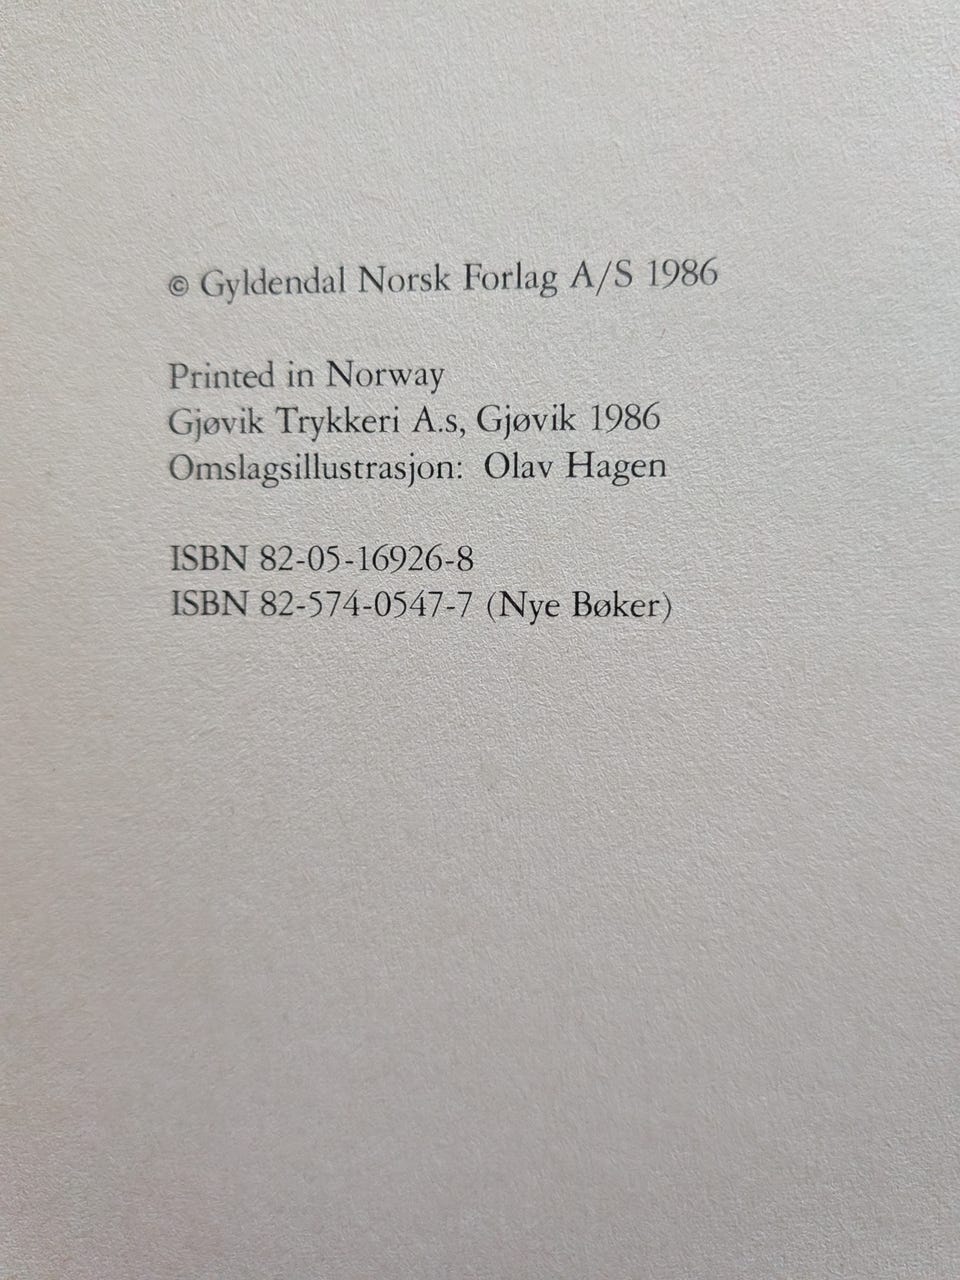 © Gyldendal Norsk Forlag A/S 1986
Printed in Norway
Gjøvik Trykkeri A.s, Gjøvik 1986
Omslagsillustrasjon: Olav Hagen
ISBN 82-05-16926-8
ISBN 82-574-0547-7 (Nye Bøker)